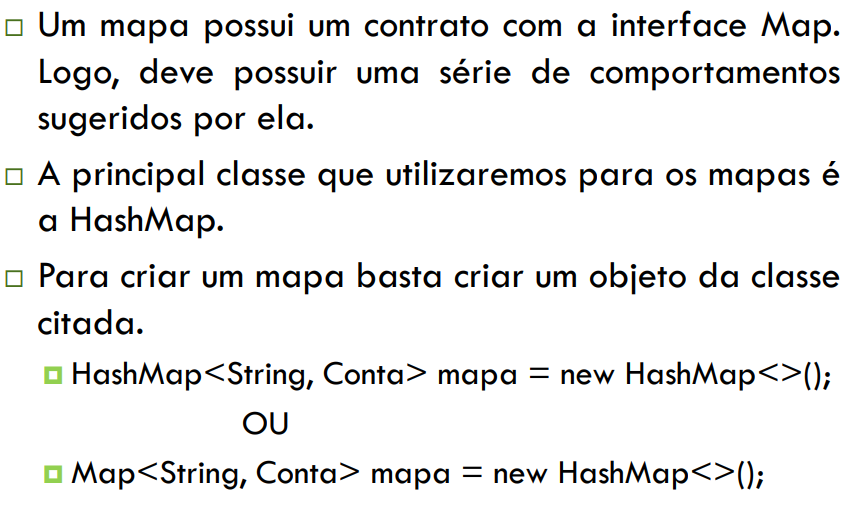 Um mapa possui um contrato com a interface Map.
Logo, deve possuir uma série de comportamentos
sugeridos por ela.
A principal classe que utilizaremos para os mapas é
a HashMap.
Para criar um mapa basta criar um objeto da classe
citada.
HashMap<String, Conta> mapa = new HashMap<>();
OU
Map<String, Conta> mapa = new HashMap<>();